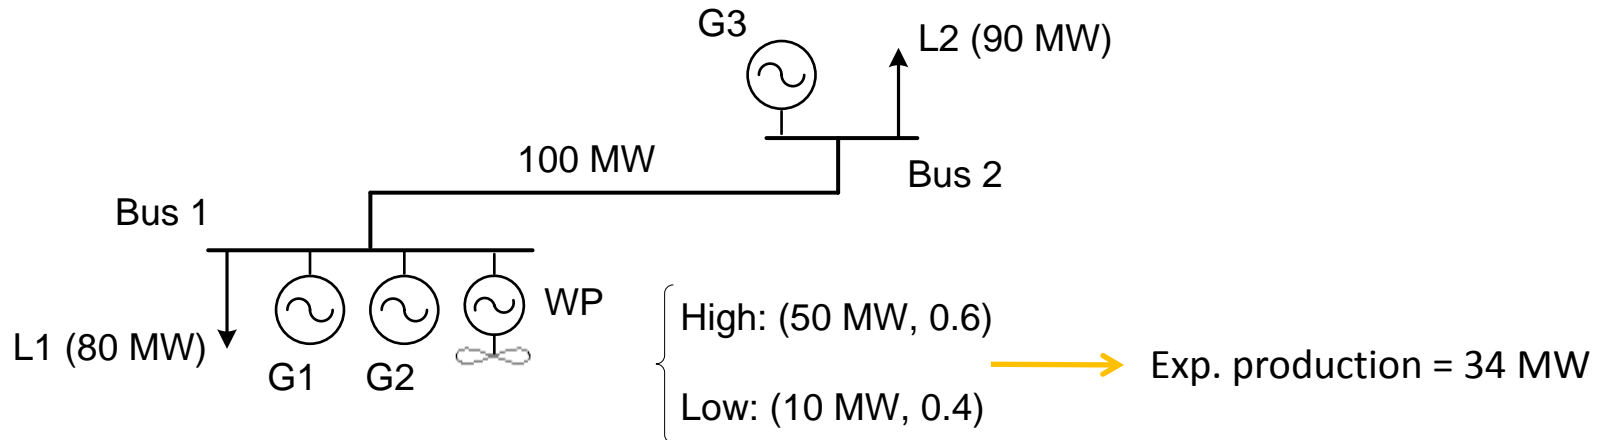 G3
L2 (90 MW)
100 MW
Bus 2
Bus 1
WP
High: (50 MW, 0.6)
L1 (80 MW)
G1
G2
Exp. production = 34 MW
Low: (10 MW, 0.4)